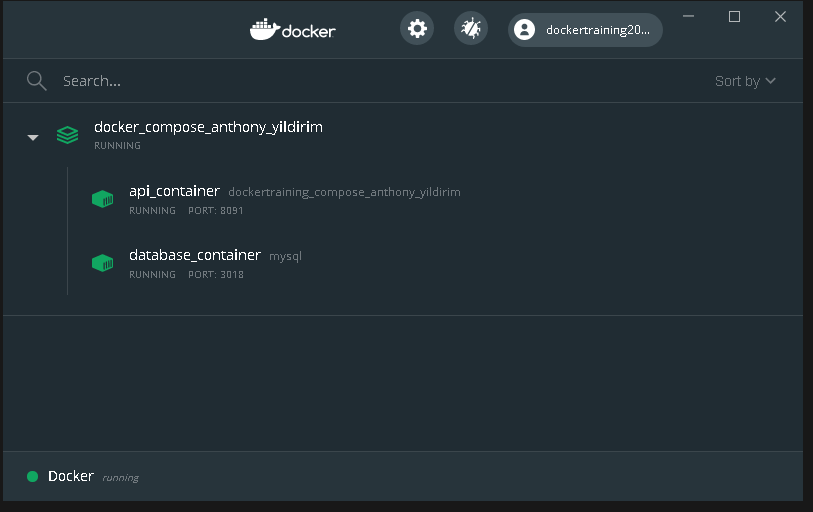 docker
dockertraining20...
Search...
Sort by
docker_compose_anthony_yildirim
RUNNING
api_container dockertraining_compose_anthony_yildirim
RUNNING PORT: 8091
database_container mysql
RUNNING PORT: 3018
Docker running